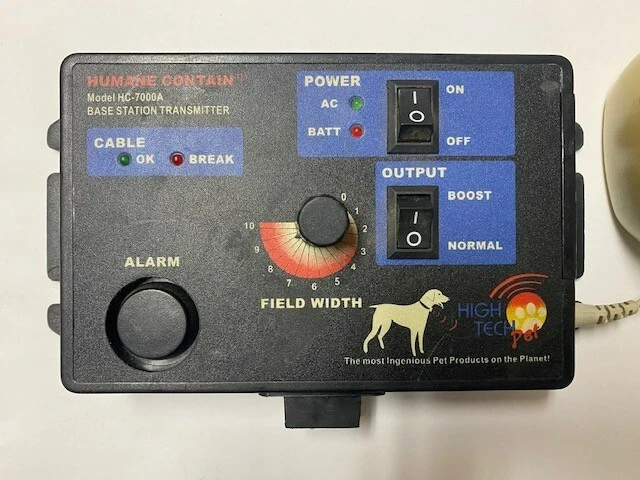 HUMANE CONTAIN™
Model HC-7000A
BASE STATION TRANSMITTER
CABLE
OK BREAK
POWER
AC
BATT
ON
I
O
OFF
OUTPUT
BOOST
I
O
NORMAL
0
1
2
3
4
5
6
7
8
9
10
FIELD WIDTH
ALARM
HIGH
TECH
Pet
The most Ingenious Pet Products on the Planet!